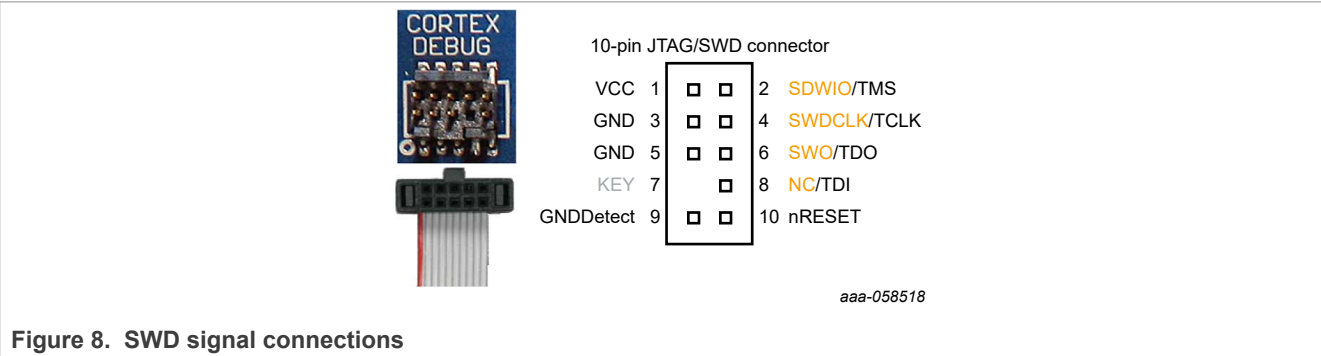 CORTEX
DEBUG
10-pin JTAG/SWD connector
VCC 1 2 SDWIO/TMS
GND 3 4 SWDCLK/TCLK
GND 5 6 SWO/TDO
KEY 7 8 NC/TDI
GNDDetect 9 10 nRESET
aaa-058518
Figure 8. SWD signal connections